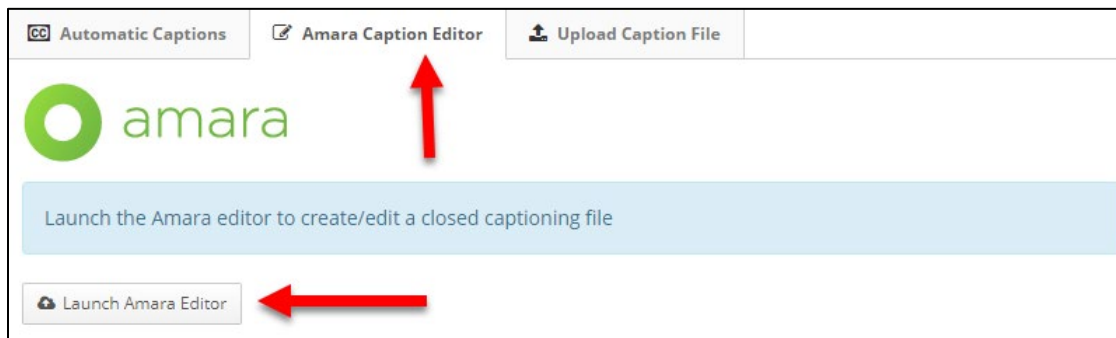 CC Automatic Captions Amara Caption Editor Upload Caption File
amara
Launch the Amara editor to create/edit a closed captioning file
Launch Amara Editor